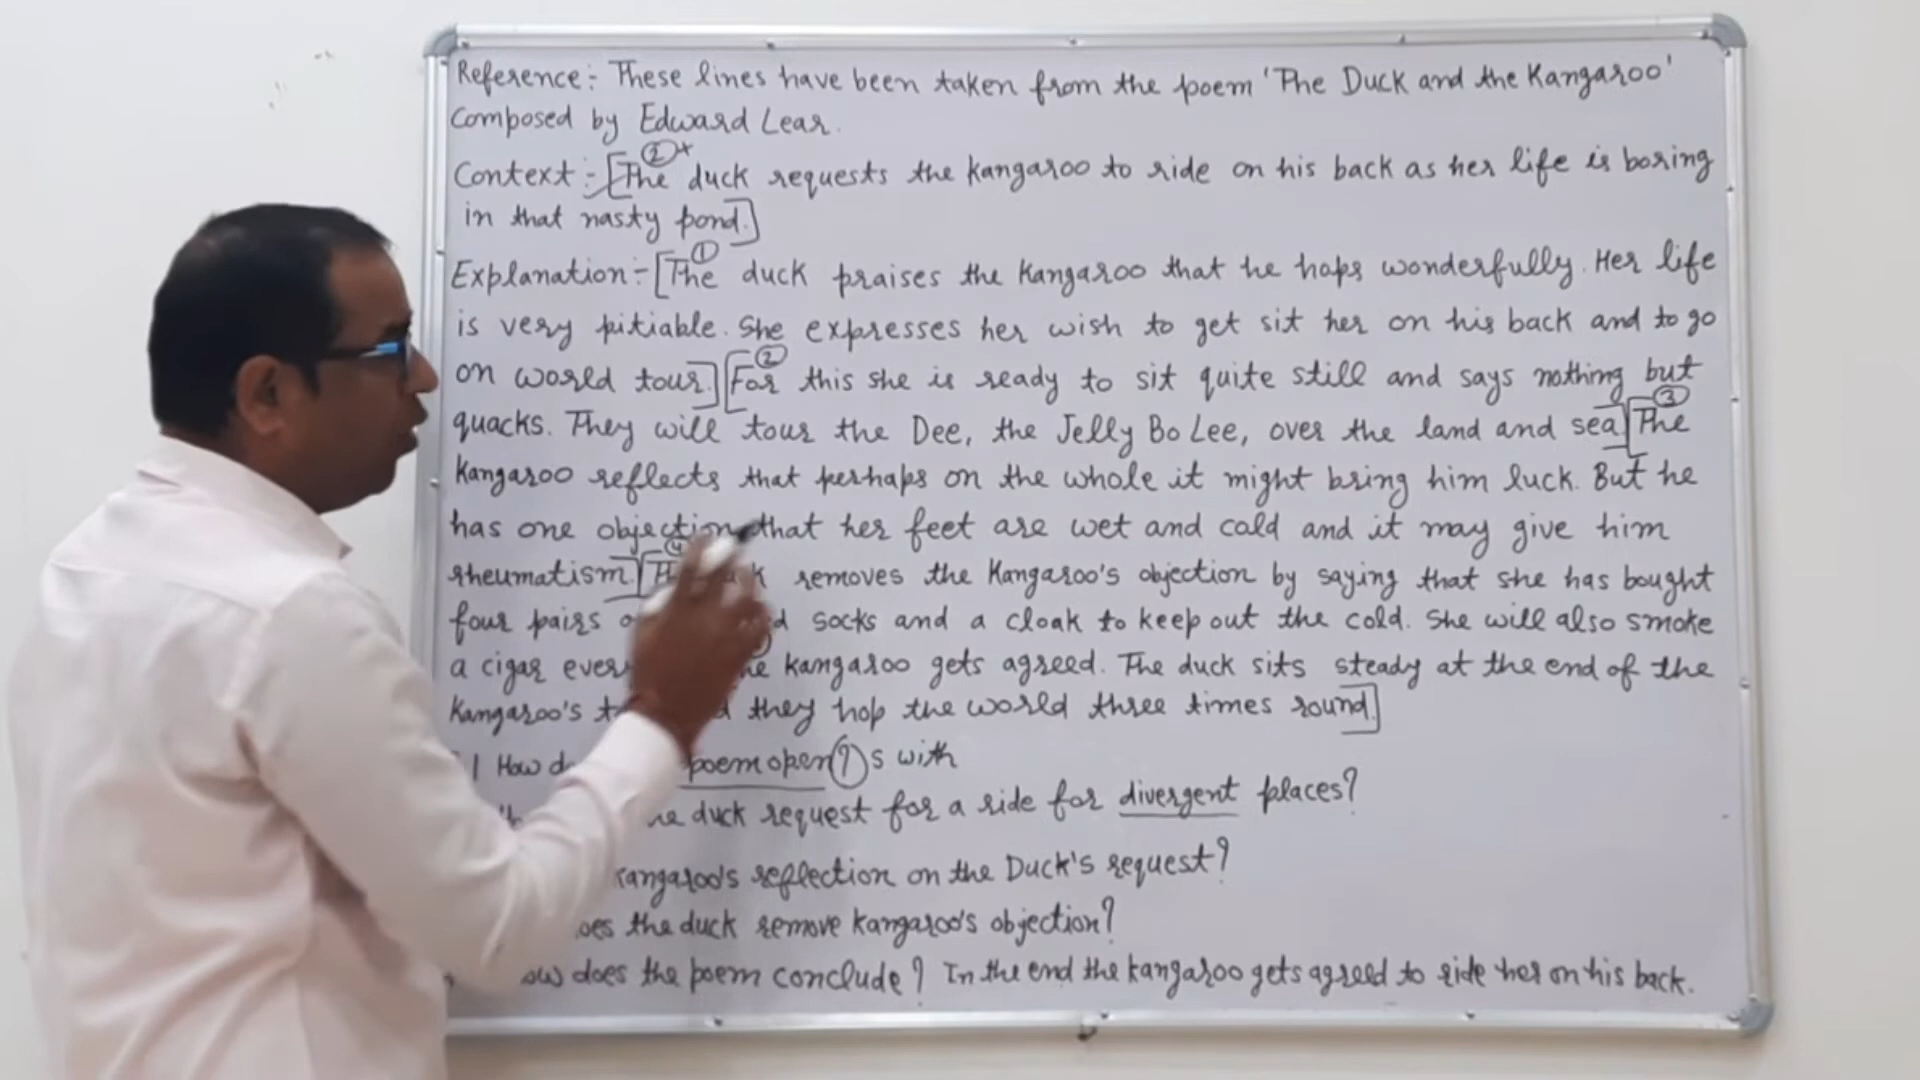 Reference:- These lines have been taken from the poem 'The Duck and the Kangaroo'
Composed by Edward Lear.
Context:- [The duck requests the kangaroo to ride on his back as her life is boring
in that nasty pond.]
Explanation:- [The duck praises the Kangaroo that he hops wonderfully. Her life
is very pitiable. She expresses her wish to get sit her on his back and to go
on world tour.] [For this she is ready to sit quite still and says nothing but
quacks. They will tour the Dee, the Jelly Bo Lee, over the land and sea] [The
Kangaroo reflects that perhaps on the whole it might bring him luck. But he
has one objection that her feet are wet and cold and it may give him
rheumatism.] [ removes the Kangaroo's objection by saying that she has bought
four pairs socks and a cloak to keep out the cold. She will also smoke
a cigar kangaroo gets agreed. The duck sits steady at the end of the
Kangaroo's they hop the world three times round.]
How poem open ? s with
duck request for a ride for divergent places?
kangaroo's reflection on the Duck's request?
does the duck remove kangaroo's objection?
does the poem conclude? In the end the kangaroo gets agreed to ride her on his back.